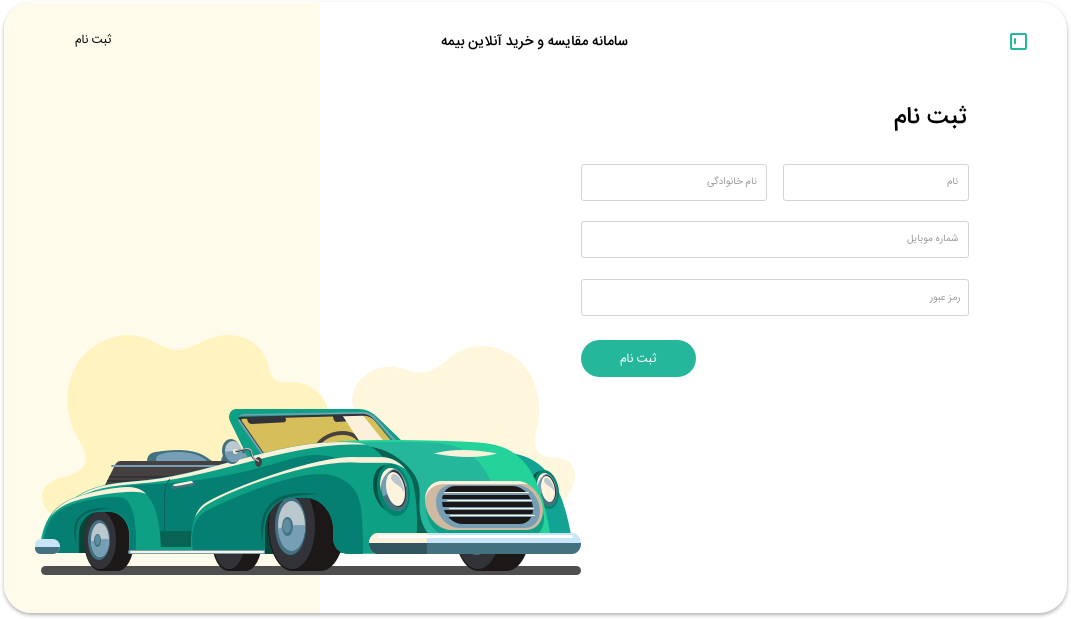 سامانه مقایسه و خرید آنلاین بیمه
ثبت نام
ثبت نام
نام
نام خانوادگی
شماره موبایل
رمز عبور
ثبت نام